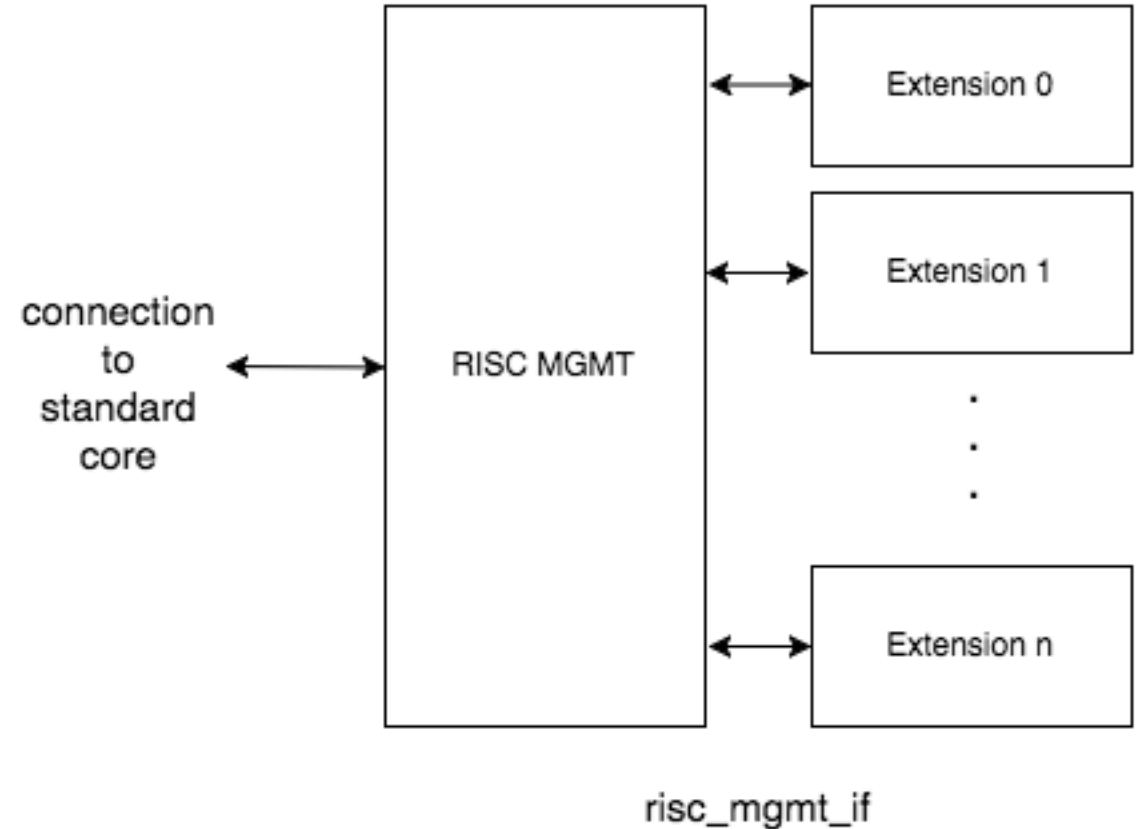 Extension 0
Extension 1
connection
to
standard
core
RISC MGMT
.
.
.
Extension n
risc_mgmt_if